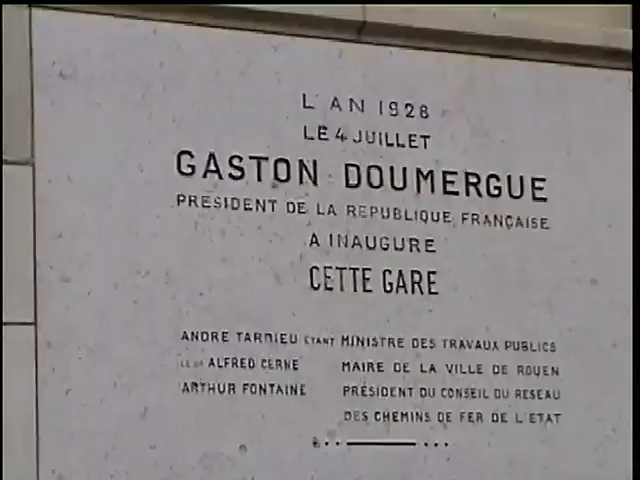 L'AN 1928
LE 4 JUILLET
GASTON DOUMERGUE
PRESIDENT DE LA REPUBLIQUE FRANÇAISE
A INAUGURE
CETTE GARE
ANDRE TARDIEU ETANT MINISTRE DES TRAVAUX PUBLICS
LE DR ALFRED CERNE MAIRE DE LA VILLE DE ROUEN
ARTHUR FONTAINE PRÉSIDENT DU CONSEIL DU RESEAU
DES CHEMINS DE FER DE L'ETAT